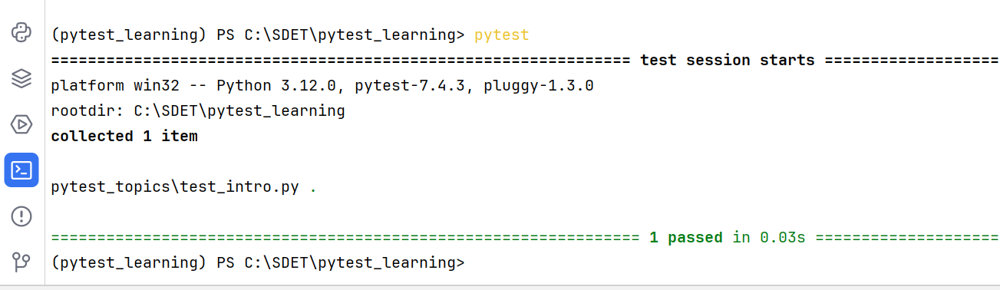 (pytest_learning) PS C:\SDET\pytest_learning> pytest
=============================================================== test session starts ===================
platform win32 -- Python 3.12.0, pytest-7.4.3, pluggy-1.3.0
rootdir: C:\SDET\pytest_learning
collected 1 item
pytest_topics\test_intro.py .
================================================================ 1 passed in 0.03s ====================
(pytest_learning) PS C:\SDET\pytest_learning>